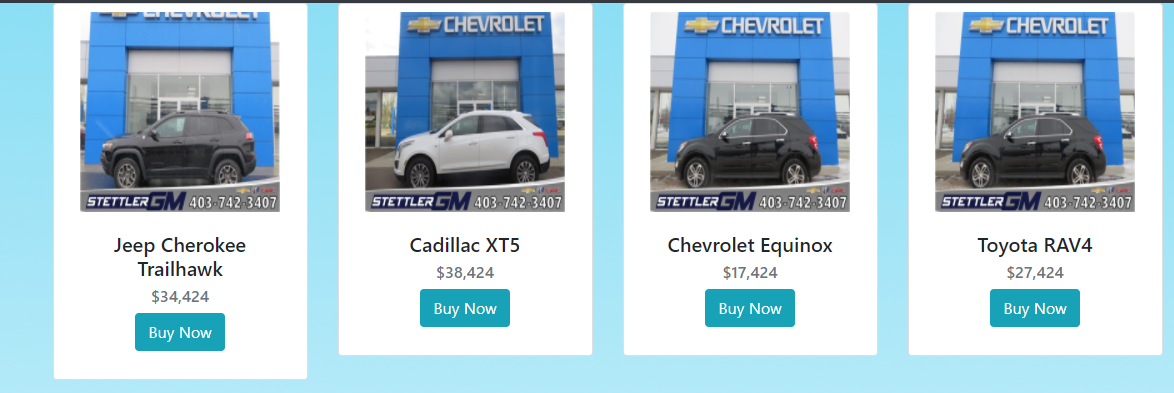 CHEVROLET
CHEVROLET
CHEVROLET
CHEVROLET
STETTLER GM 403-742-3407
STETTLER GM 403-742-3407
STETTLER GM 403-742-3407
STETTLER GM 403-742-3407
Jeep Cherokee
Trailhawk
$34,424
Buy Now
Cadillac XT5
$38,424
Buy Now
Chevrolet Equinox
$17,424
Buy Now
Toyota RAV4
$27,424
Buy Now